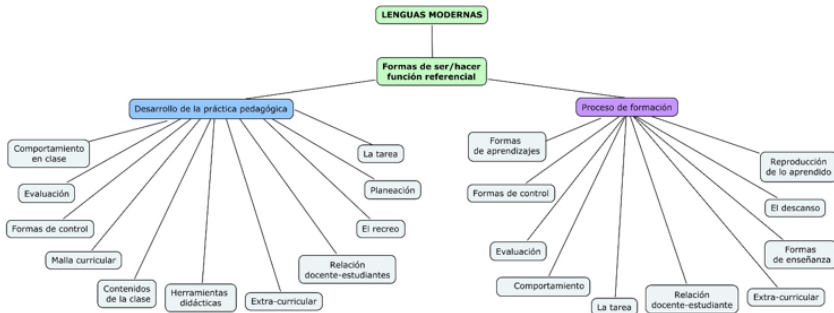 LENGUAS MODERNAS
Formas de ser/hacer
función referencial
Desarrollo de la práctica pedagógica
Comportamiento
en clase
Evaluación
Formas de control
Malla curricular
Contenidos
de la clase
Herramientas
didácticas
Extra-curricular
Relación
docente-estudiantes
El recreo
Planeación
La tarea
Proceso de formación
Formas
de aprendizajes
Formas de control
Evaluación
Comportamiento
La tarea
Relación
docente-estudiante
Extra-curricular
Formas
de enseñanza
El descanso
Reproducción
de lo aprendido